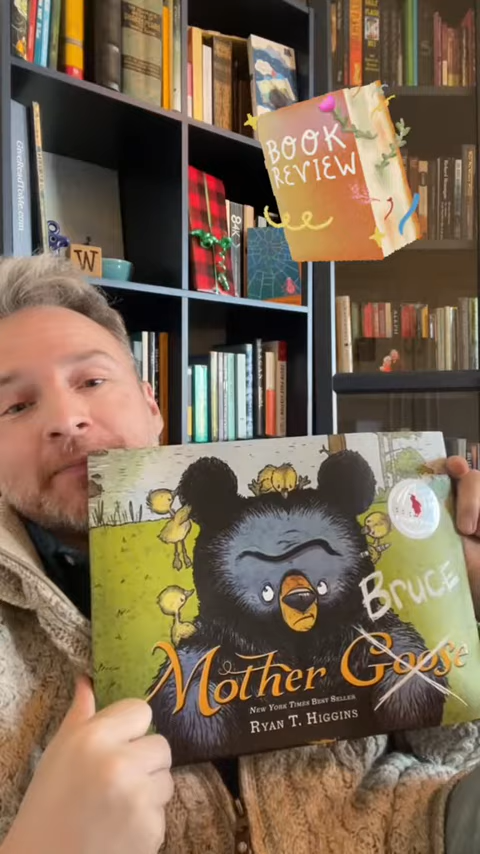 BOOK
REVIEW
W
Bruce
Mother Goose
NEW YORK TIMES BEST SELLER
RYAN T. HIGGINS